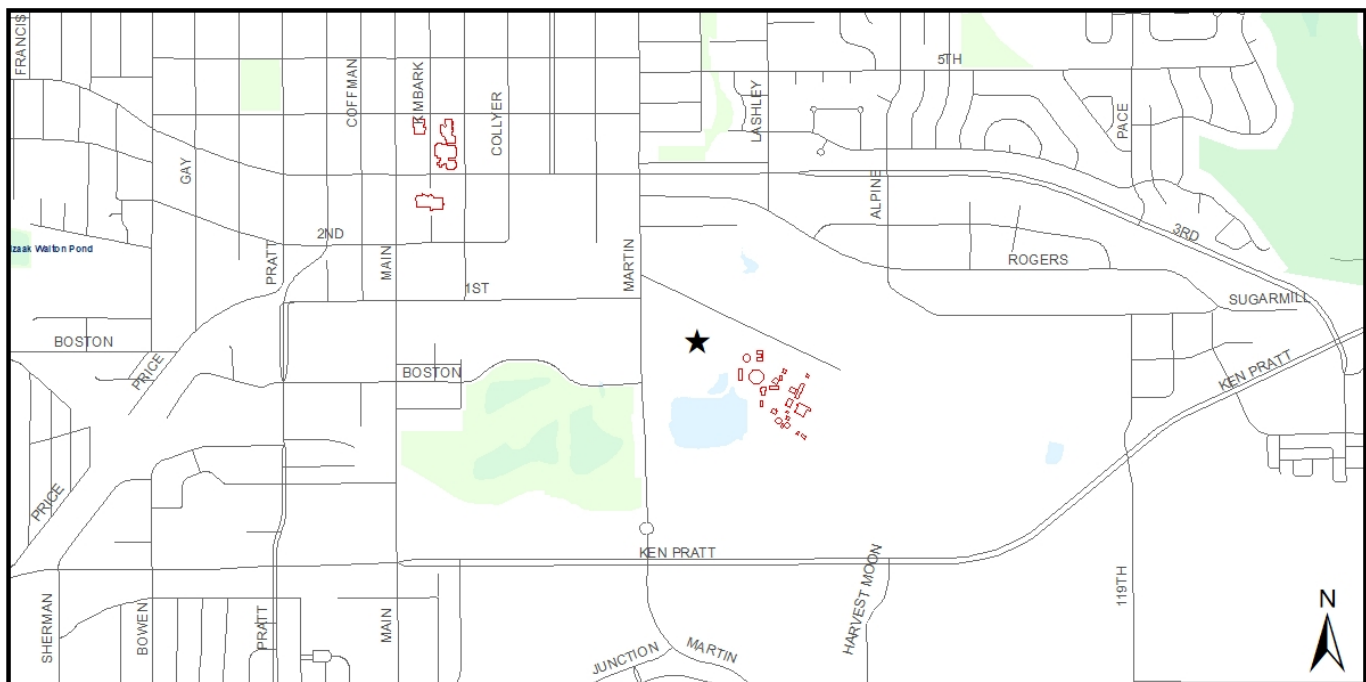 FRANCIS
5TH
COFFMAN
KIMBARK
COLLYER
LASHLEY
PACE
GAY
ALPINE
2ND
3RD
Izaak Walton Pond
PRATT
MAIN
MARTIN
ROGERS
1ST
SUGARMILL
BOSTON
PRICE
BOSTON
KEN PRATT
PRICE
KEN PRATT
HARVEST MOON
119TH
SHERMAN
BOWEN
PRATT
MAIN
JUNCTION
MARTIN
N